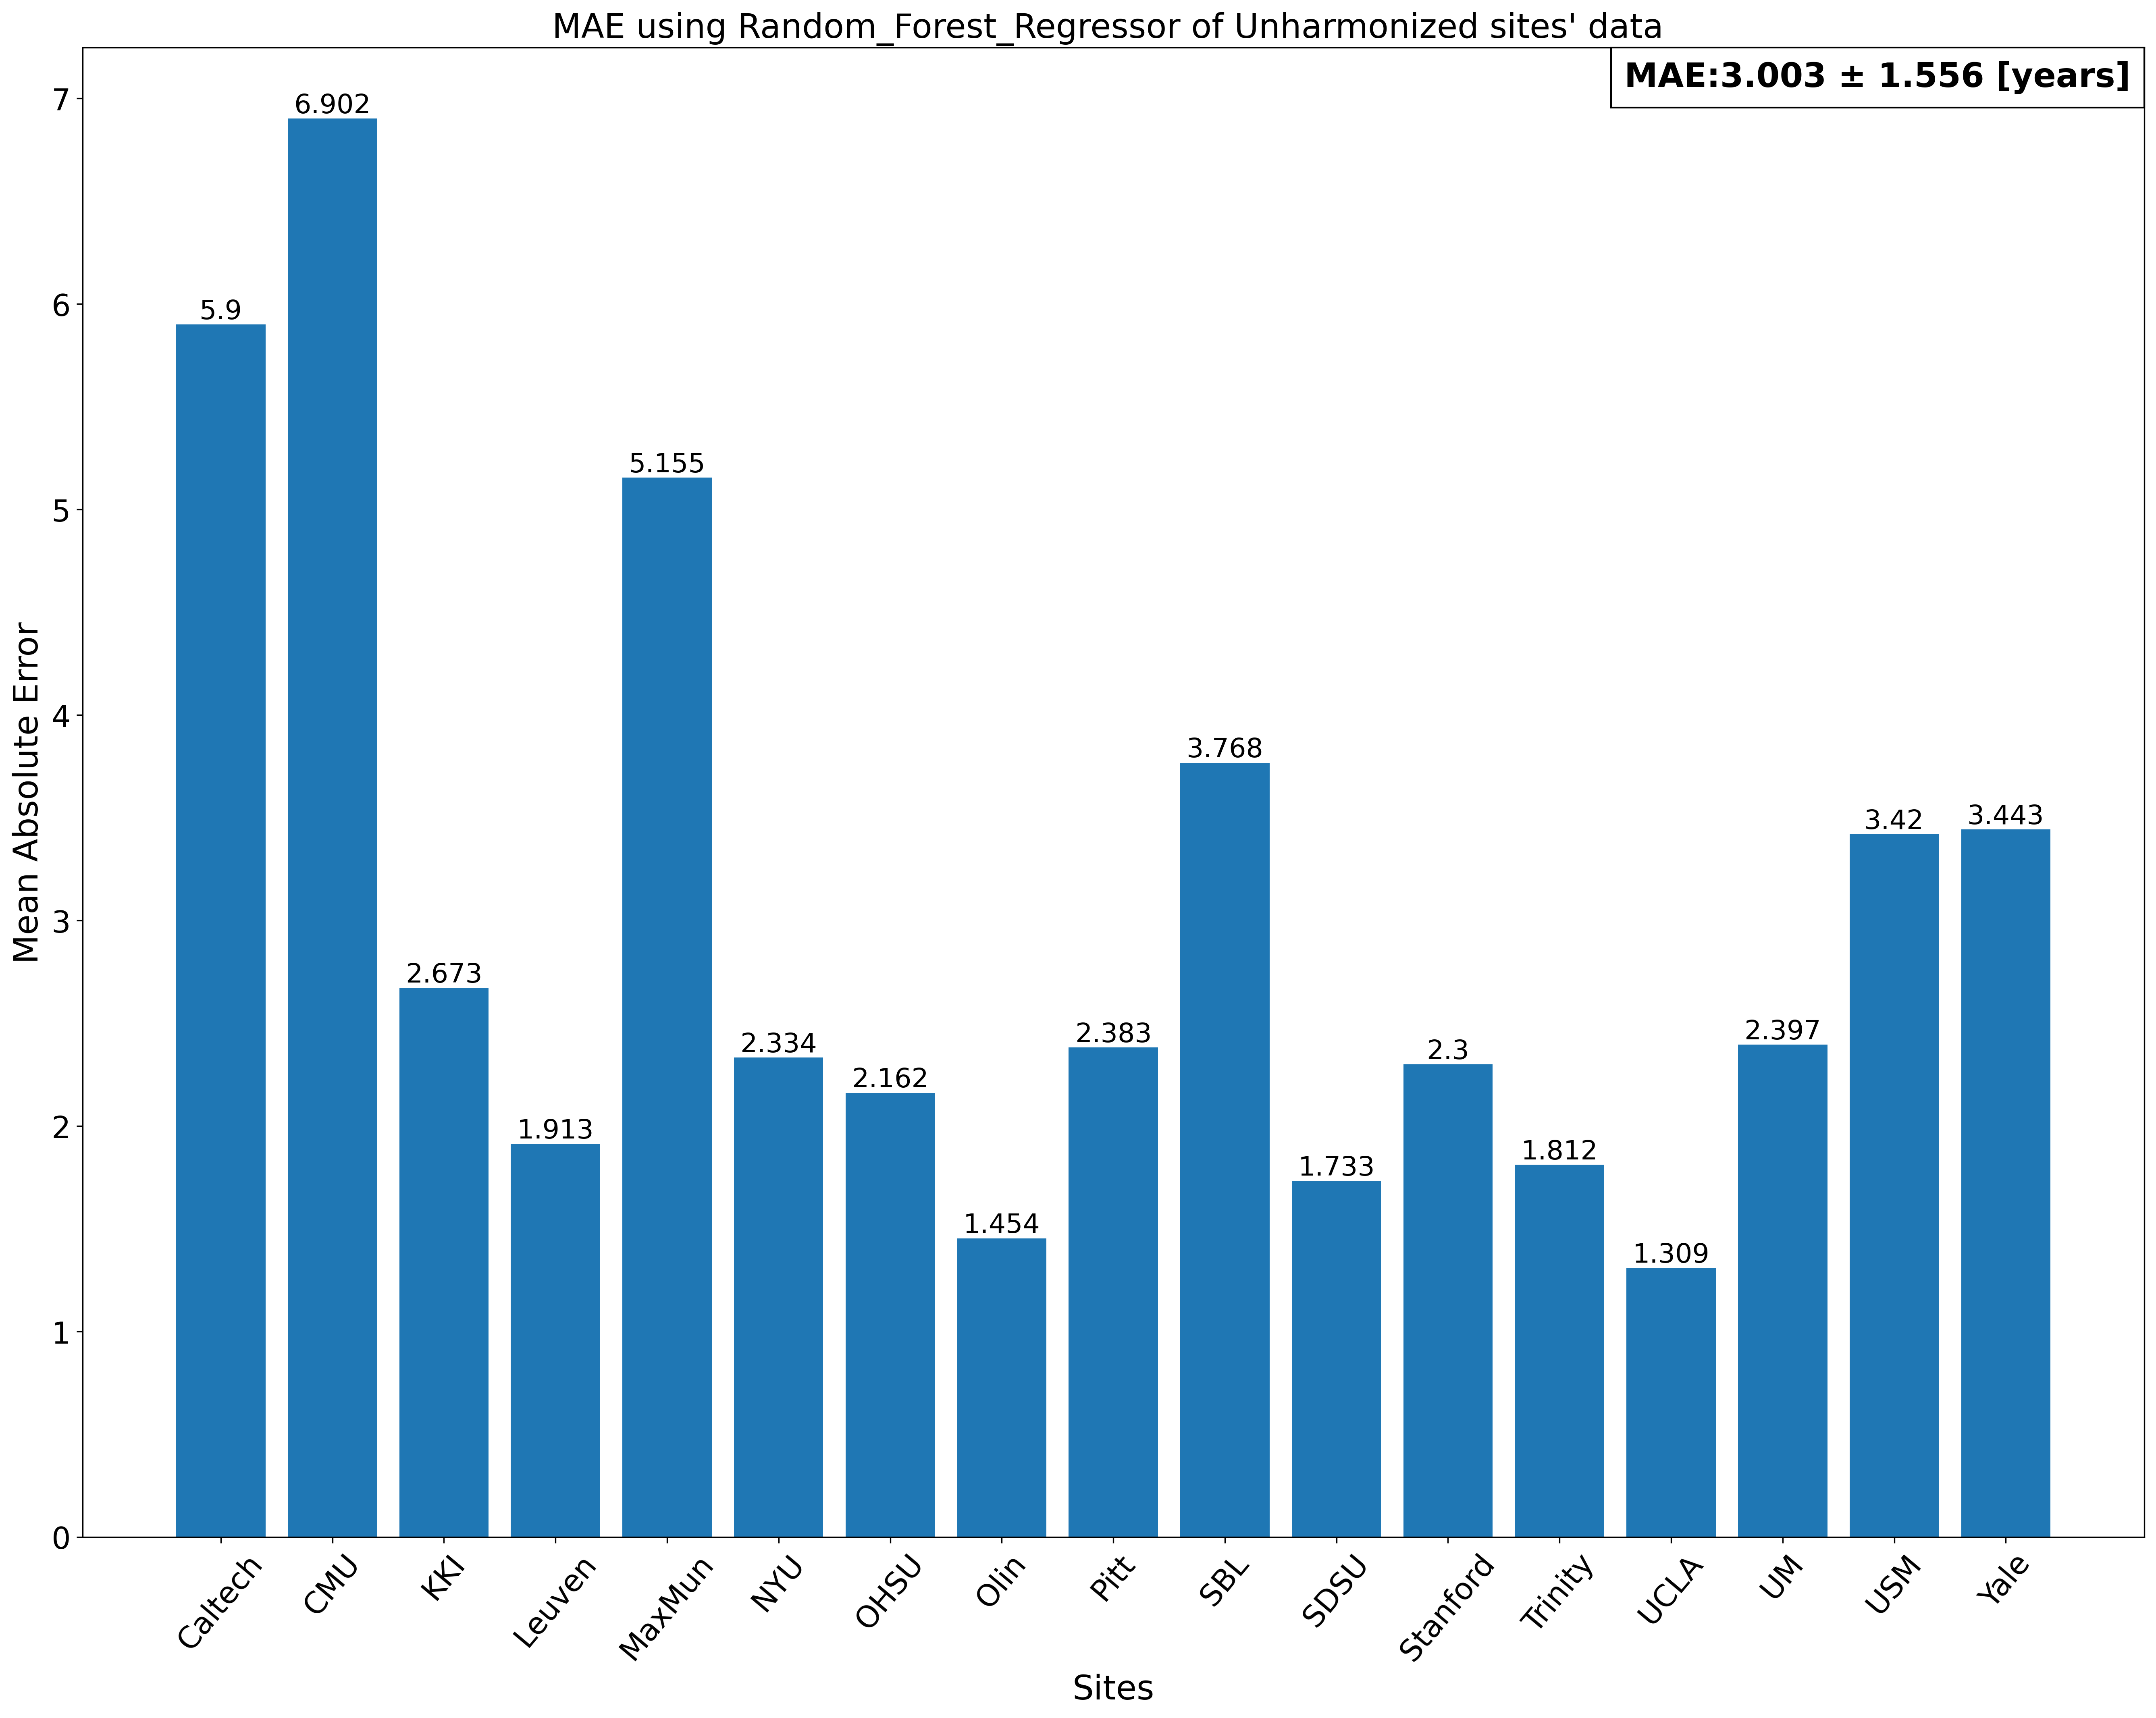 MAE using Random_Forest_Regressor of Unharmonized sites' data
MAE:3.003 ± 1.556 [years]
Mean Absolute Error
7
6
5
4
3
2
1
0
5.9
6.902
2.673
1.913
5.155
2.334
2.162
1.454
2.383
3.768
1.733
2.3
1.812
1.309
2.397
3.42
3.443
Caltech
CMU
KKI
Leuven
MaxMun
NYU
OHSU
Olin
Pitt
SBL
SDSU
Stanford
Trinity
UCLA
UM
USM
Yale
Sites